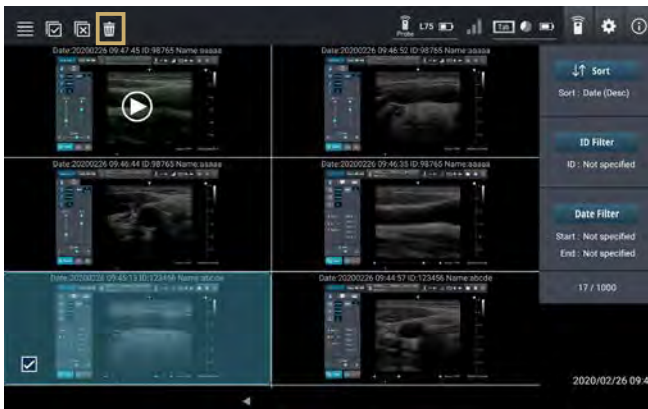 Probe L75 Tab
Date:20200226 09:47:45 ID:98765 Name:aaaaa
Date:20200226 09:46:52 ID:98765 Name:aaaaa
Date:20200226 09:46:44 ID:98765 Name:aaaaa
Date:20200226 09:46:35 ID:98765 Name:aaaaa
Date:20200226 09:45:13 ID:123456 Name:abcde
Date:20200226 09:44:57 ID:123456 Name:abcde
Sort
Sort : Date (Desc)
ID Filter
ID : Not specified
Date Filter
Start : Not specified
End : Not specified
17 / 1000
2020/02/26 09:4